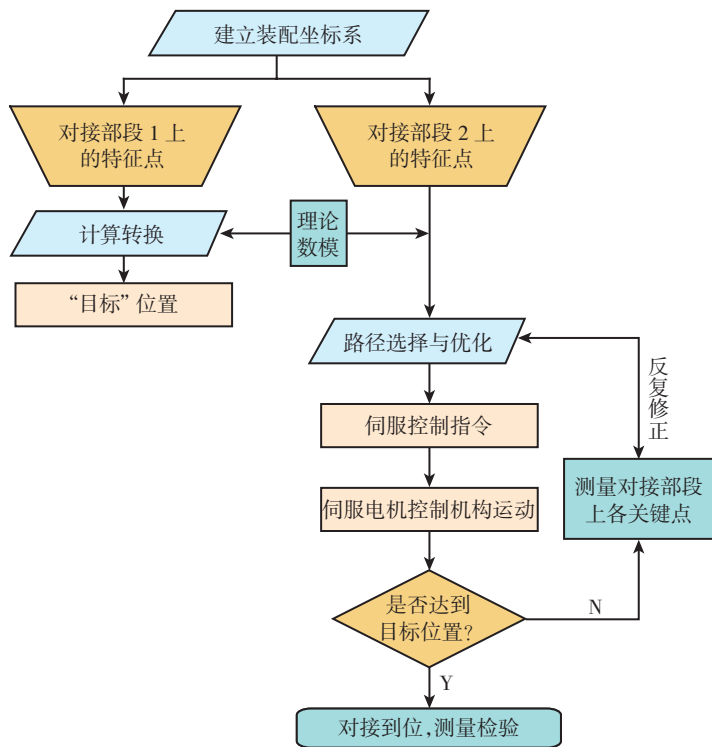 建立装配坐标系
对接部段 1 上
的特征点
对接部段 2 上
的特征点
计算转换
理论
数模
“目标”位置
路径选择与优化
反复修正
伺服控制指令
测量对接部段
上各关键点
伺服电机控制机构运动
是否达到
目标位置?
N
Y
对接到位,测量检验